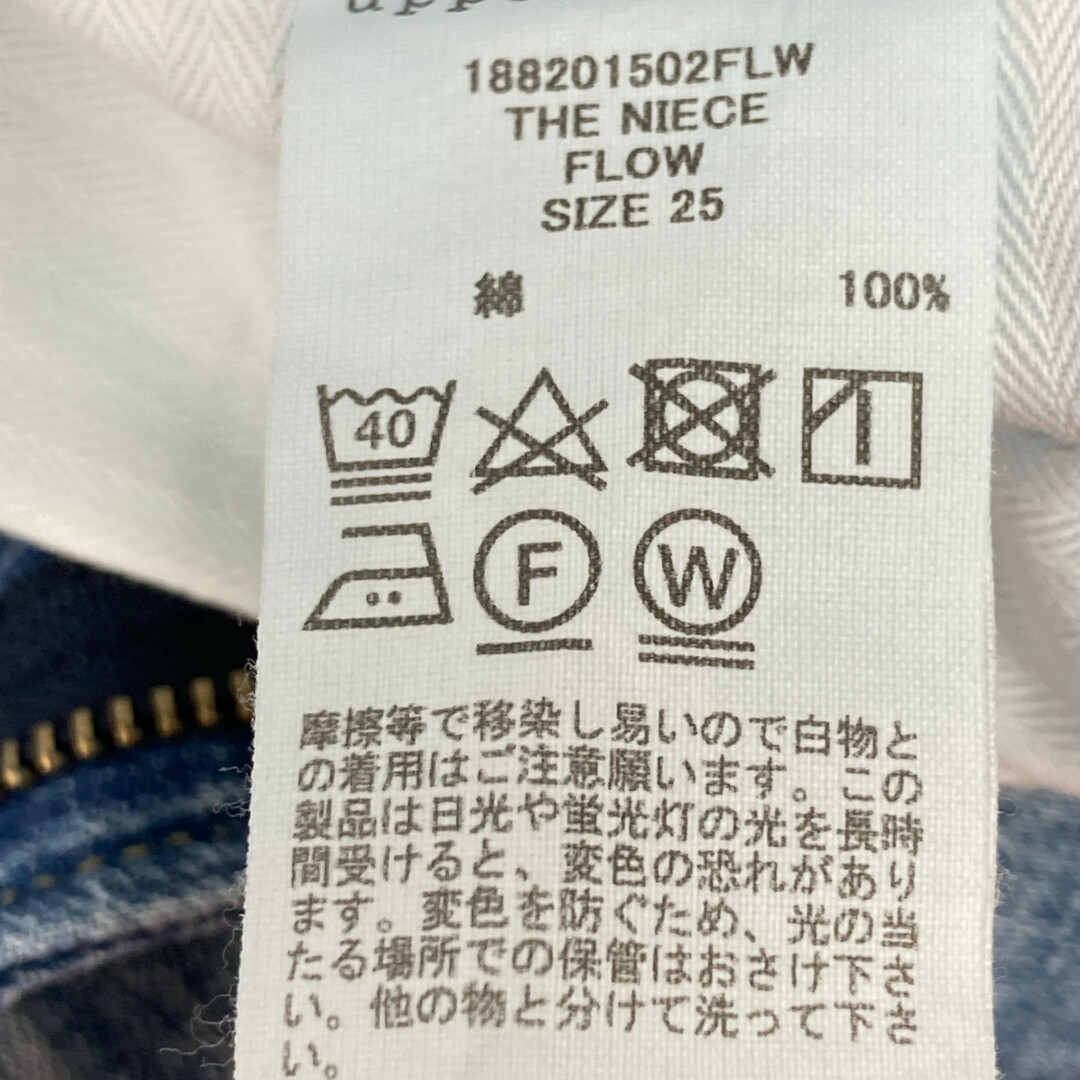 188201502FLW
THE NIECE
FLOW
SIZE 25
綿 100%
40
F W
摩擦等で移染し易いので白物と
の着用はご注意願います。この
製品は日光や蛍光灯の光を長時
間受けると、変色の恐れがあり
ます。変色を防ぐため、光の当
たる場所での保管はおさけ下さ
い。他の物と分けて洗って下さ
い。